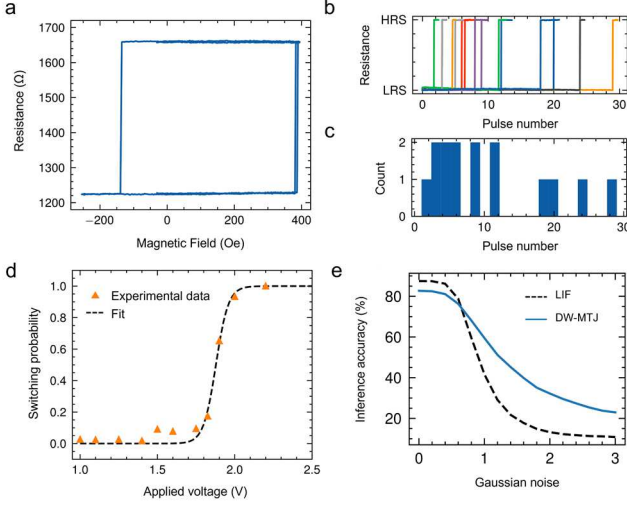 a
1700
1600
1500
1400
1300
1200
Resistance (Ω)
−200
0
200
400
Magnetic Field (Oe)
b
HRS
LRS
Resistance
0
10
20
30
Pulse number
c
2
1
0
Count
0
10
20
30
Pulse number
d
1.0
0.8
0.6
0.4
0.2
0.0
Switching probability
Experimental data
Fit
1.0
1.5
2.0
2.5
Applied voltage (V)
e
80
60
40
20
Inference accuracy (%)
LIF
DW-MTJ
0
1
2
3
Gaussian noise